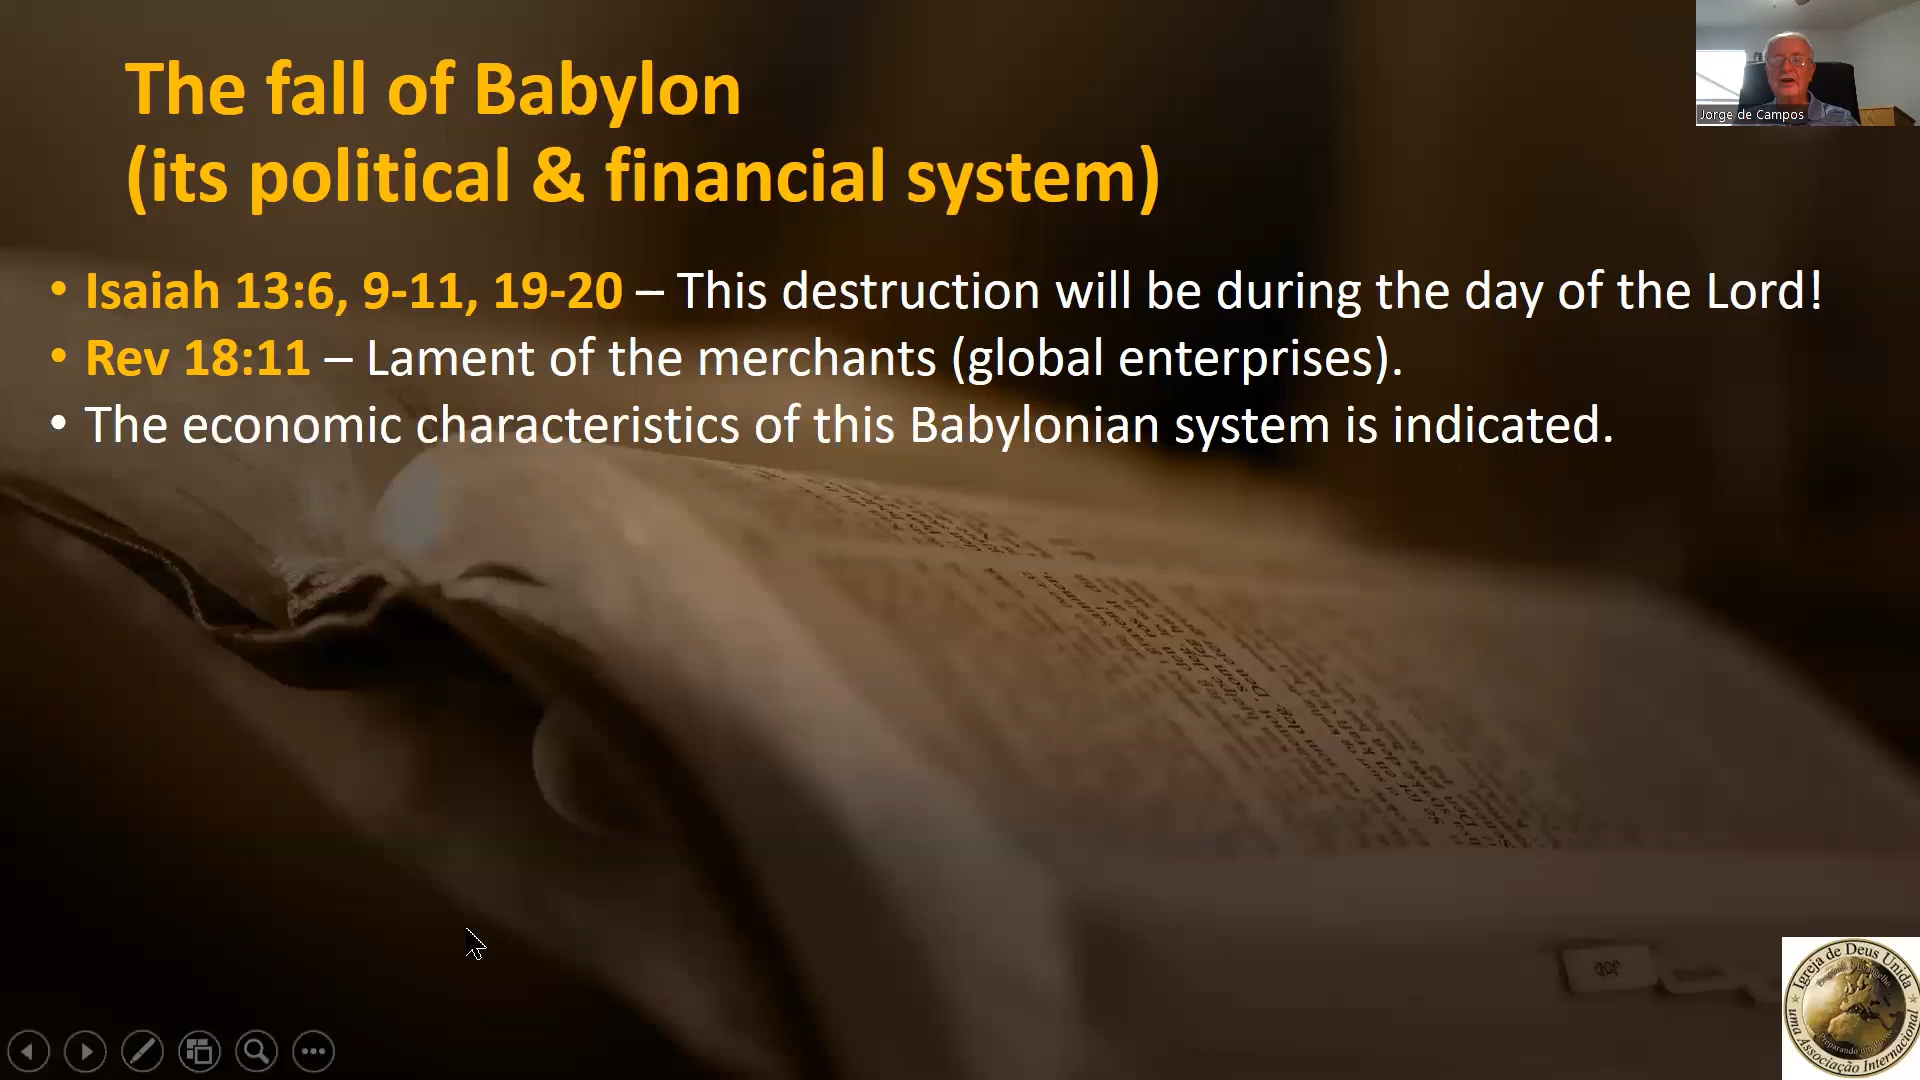 The fall of Babylon
(its political & financial system)
Jorge de Campos
• Isaiah 13:6, 9-11, 19-20 – This destruction will be during the day of the Lord!
• Rev 18:11 – Lament of the merchants (global enterprises).
• The economic characteristics of this Babylonian system is indicated.
JOB
Igreja de Deus Unida
uma Associação Internacional